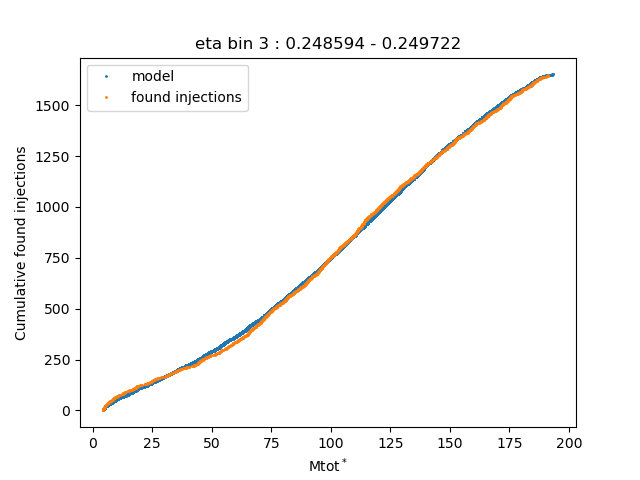 eta bin 3 : 0.248594 - 0.249722
model
found injections
Cumulative found injections
1500
1250
1000
750
500
250
0
0 25 50 75 100 125 150 175 200
Mtot*